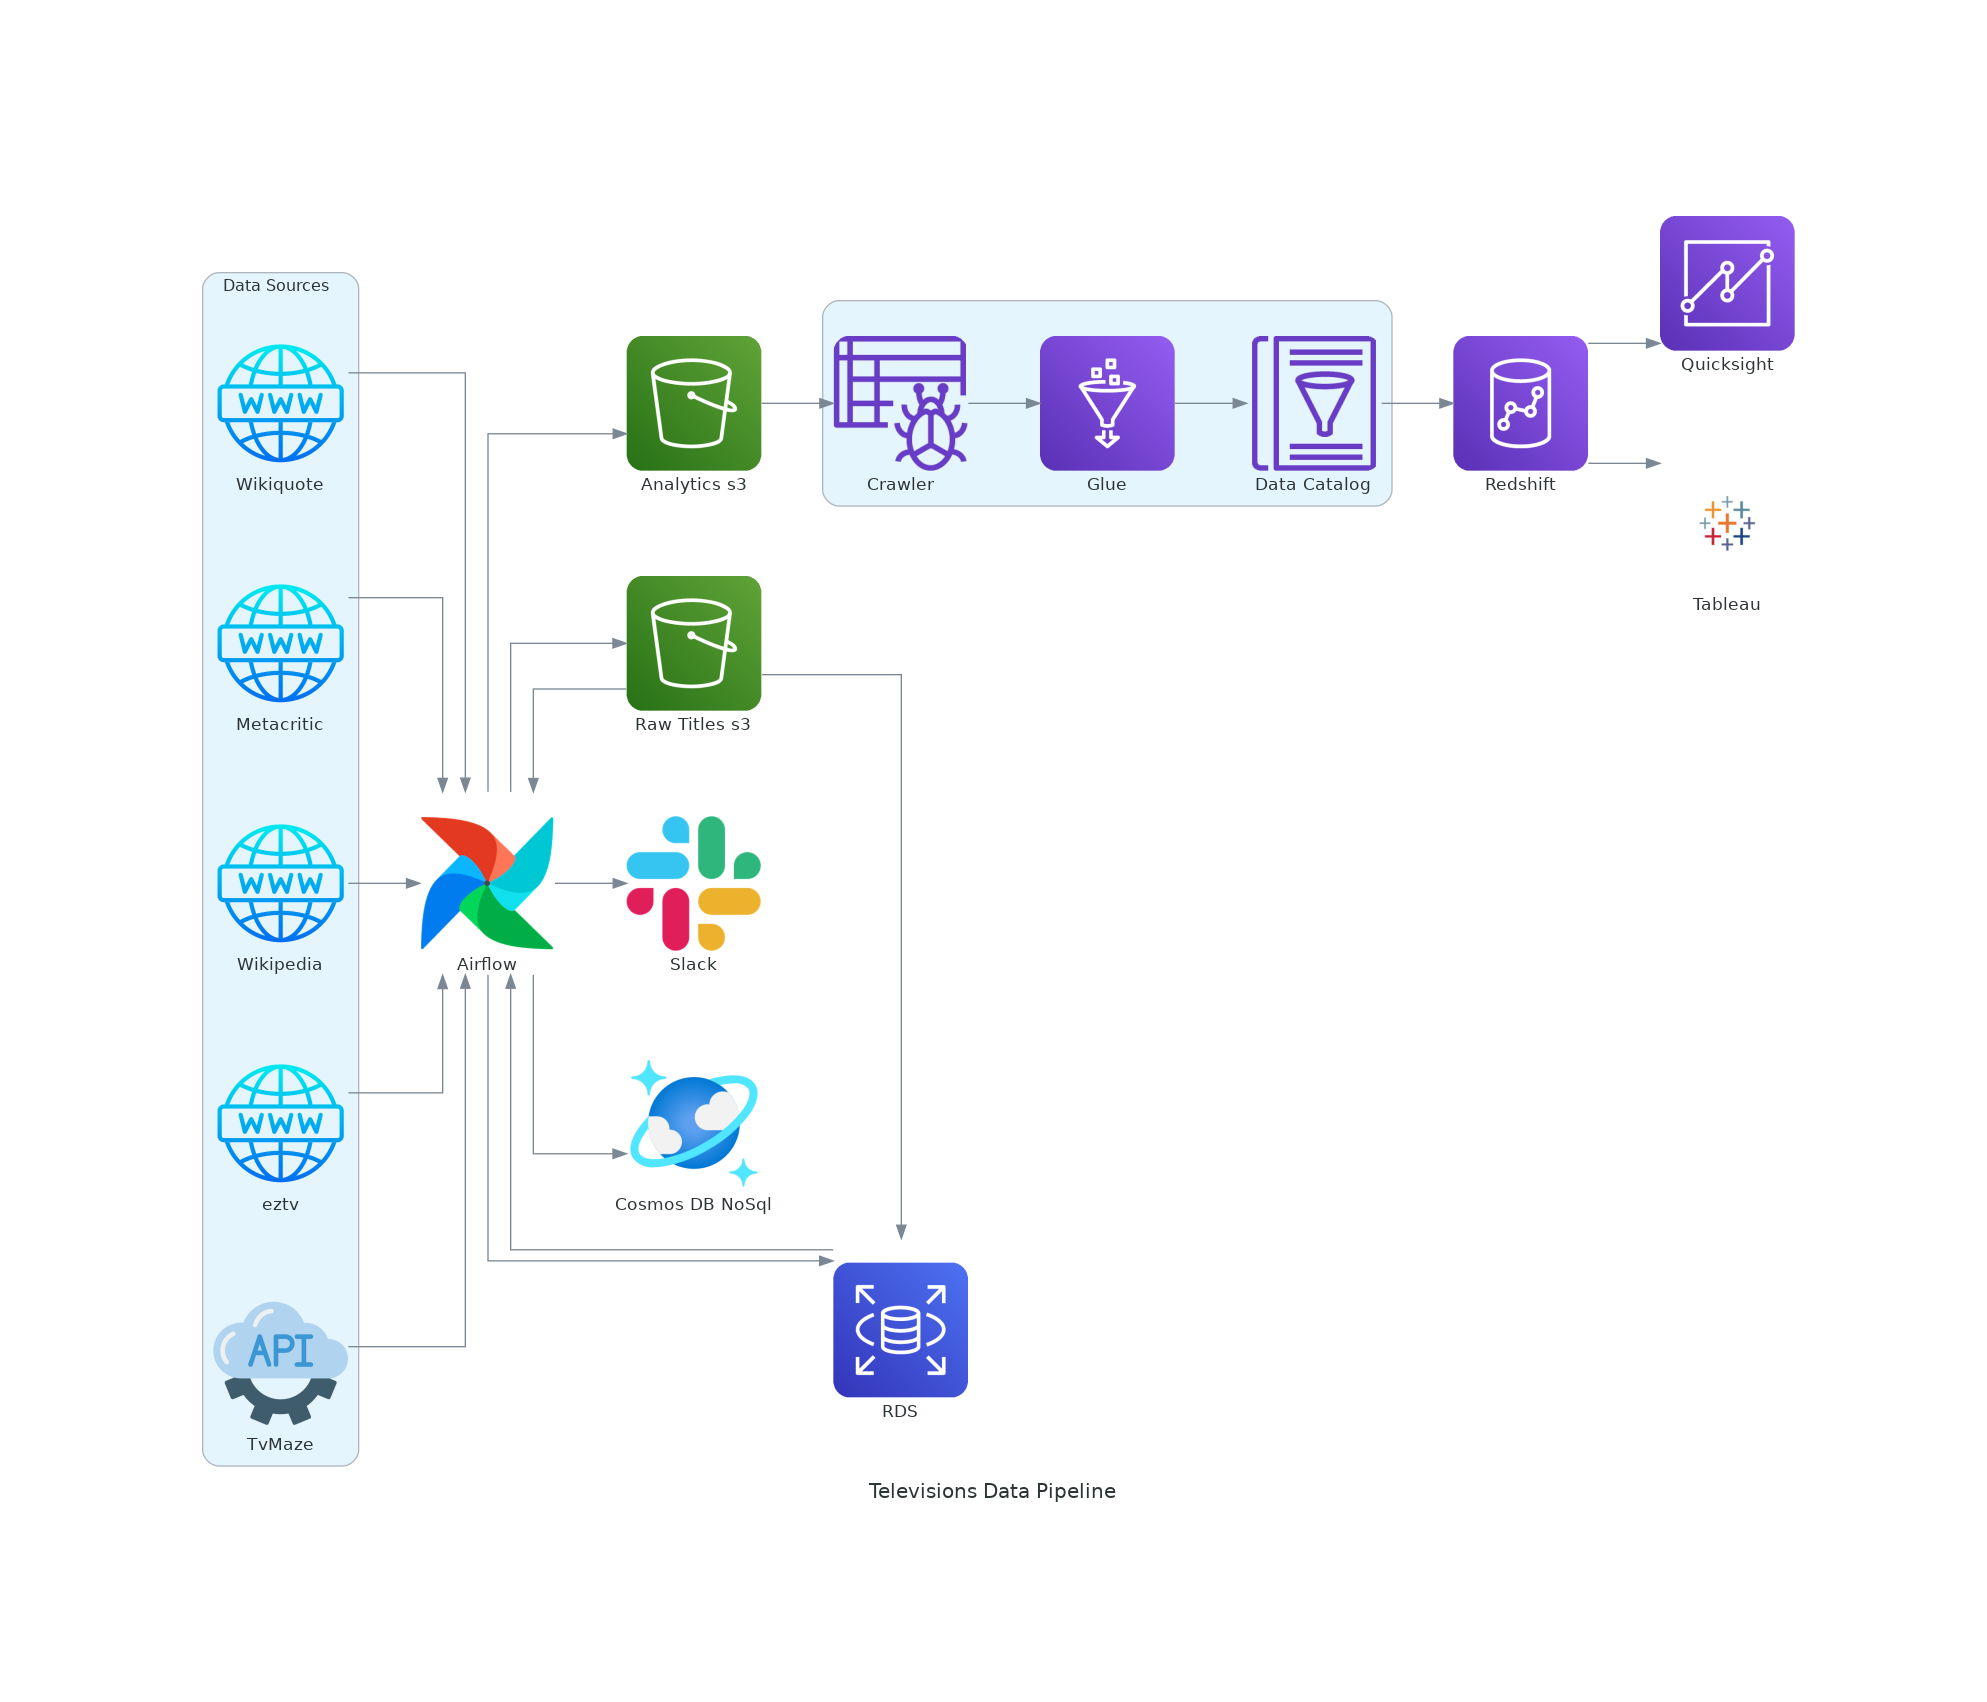 Data Sources
WWW
Wikiquote
WWW
Metacritic
WWW
Wikipedia
WWW
eztv
API
TvMaze
Airflow
Analytics s3
Raw Titles s3
Slack
Cosmos DB NoSql
Crawler
Glue
Data Catalog
Redshift
Quicksight
Tableau
RDS
Televisions Data Pipeline